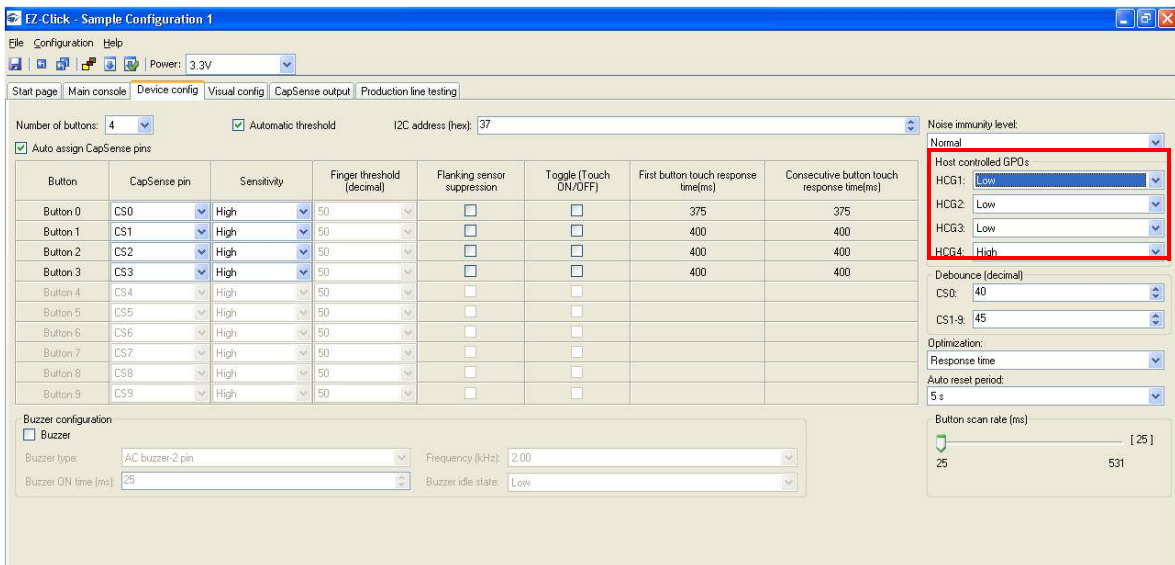 EZ-Click - Sample Configuration 1
File Configuration Help
Power: 3.3V
Start page Main console Device config Visual config CapSense output Production line testing
Number of buttons: 4 Automatic threshold I2C address (hex): 37
Auto assign CapSense pins
Button CapSense pin Sensitivity Finger threshold (decimal) Flanking sensor suppression Toggle (Touch ON/OFF) First button touch response time(ms) Consecutive button touch response time(ms)
Button 0 CS0 High 50 375 375
Button 1 CS1 High 50 400 400
Button 2 CS2 High 50 400 400
Button 3 CS3 High 50 400 400
Button 4 CS4 High 50
Button 5 CS5 High 50
Button 6 CS6 High 50
Button 7 CS7 High 50
Button 8 CS8 High 50
Button 9 CS9 High 50
Buzzer configuration
Buzzer
Buzzer type: AC buzzer-2 pin Frequency (kHz): 2.00
Buzzer ON time (ms): 25 Buzzer idle state: Low
Noise immunity level:
Normal
Host controlled GPOs
HCG1: Low
HCG2: Low
HCG3: Low
HCG4: High
Debounce (decimal)
CS0: 40
CS1-9: 45
Optimization:
Response time
Auto reset period:
5 s
Button scan rate (ms)
[ 25 ]
25 531